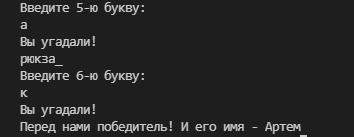 Введите 5-ю букву:
а
Вы угадали!
рюкза_
Введите 6-ю букву:
к
Вы угадали!
Перед нами победитель! И его имя - Артем